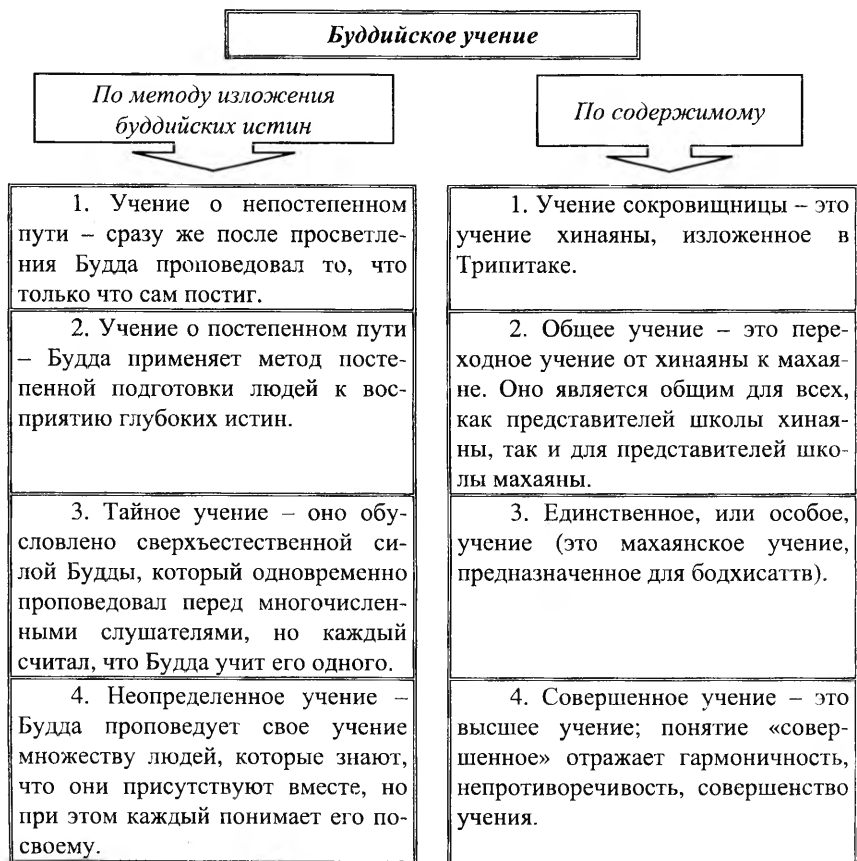 Буддийское учение
По методу изложения
буддийских истин
По содержимому
1. Учение о непостепенном
пути – сразу же после просветле-
ния Будда проповедовал то, что
только что сам постиг.
2. Учение о постепенном пути
– Будда применяет метод посте-
пенной подготовки людей к вос-
приятию глубоких истин.
3. Тайное учение – оно обу-
словлено сверхъестественной си-
лой Будды, который одновременно
проповедовал перед многочислен-
ными слушателями, но каждый
считал, что Будда учит его одного.
4. Неопределенное учение –
Будда проповедует свое учение
множеству людей, которые знают,
что они присутствуют вместе, но
при этом каждый понимает его по-
своему.
1. Учение сокровищницы – это
учение хинаяны, изложенное в
Трипитаке.
2. Общее учение – это пере-
ходное учение от хинаяны к махая-
не. Оно является общим для всех,
как представителей школы хиная-
ны, так и для представителей шко-
лы махаяны.
3. Единственное, или особое,
учение (это махаянское учение,
предназначенное для бодхисаттв).
4. Совершенное учение – это
высшее учение; понятие «совер-
шенное» отражает гармоничность,
непротиворечивость, совершенство
учения.